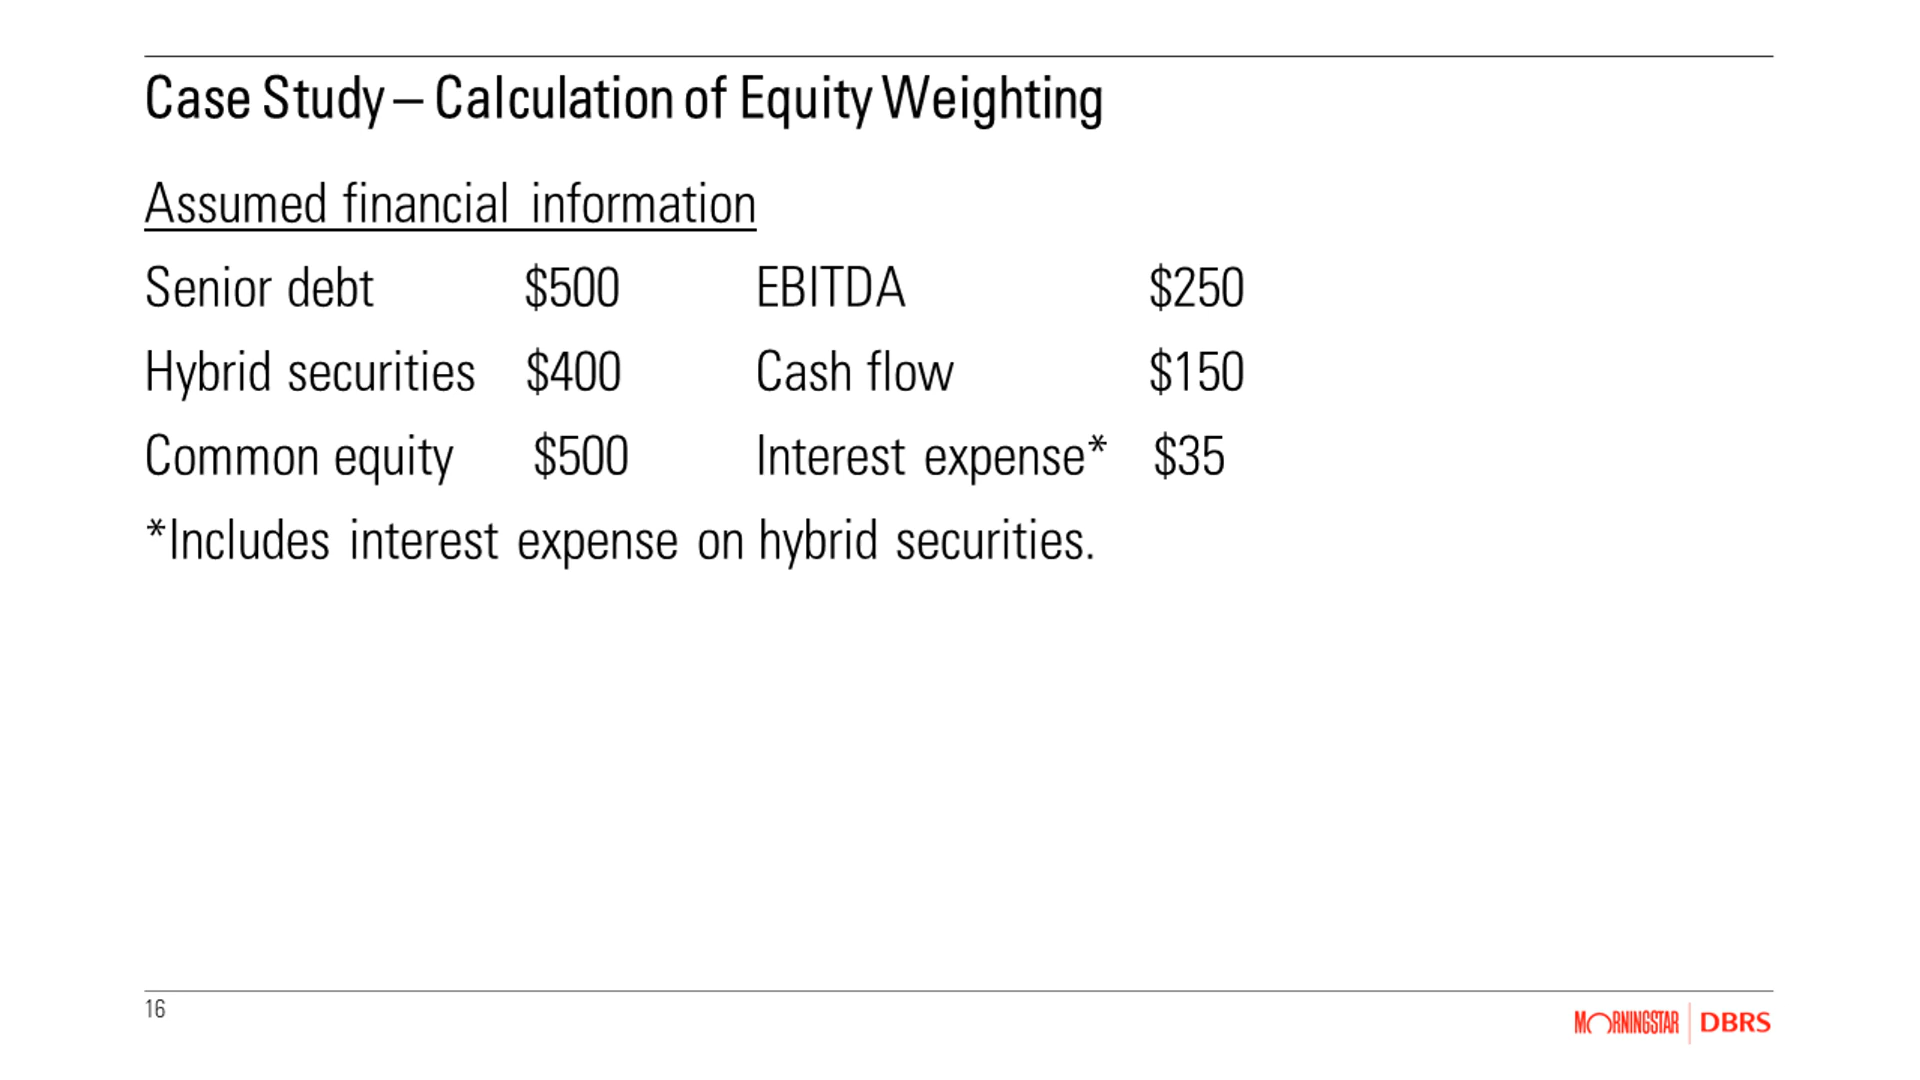 Case Study – Calculation of Equity Weighting
Assumed financial information
Senior debt $500 EBITDA $250
Hybrid securities $400 Cash flow $150
Common equity $500 Interest expense* $35
*Includes interest expense on hybrid securities.
16
MORNINGSTAR | DBRS